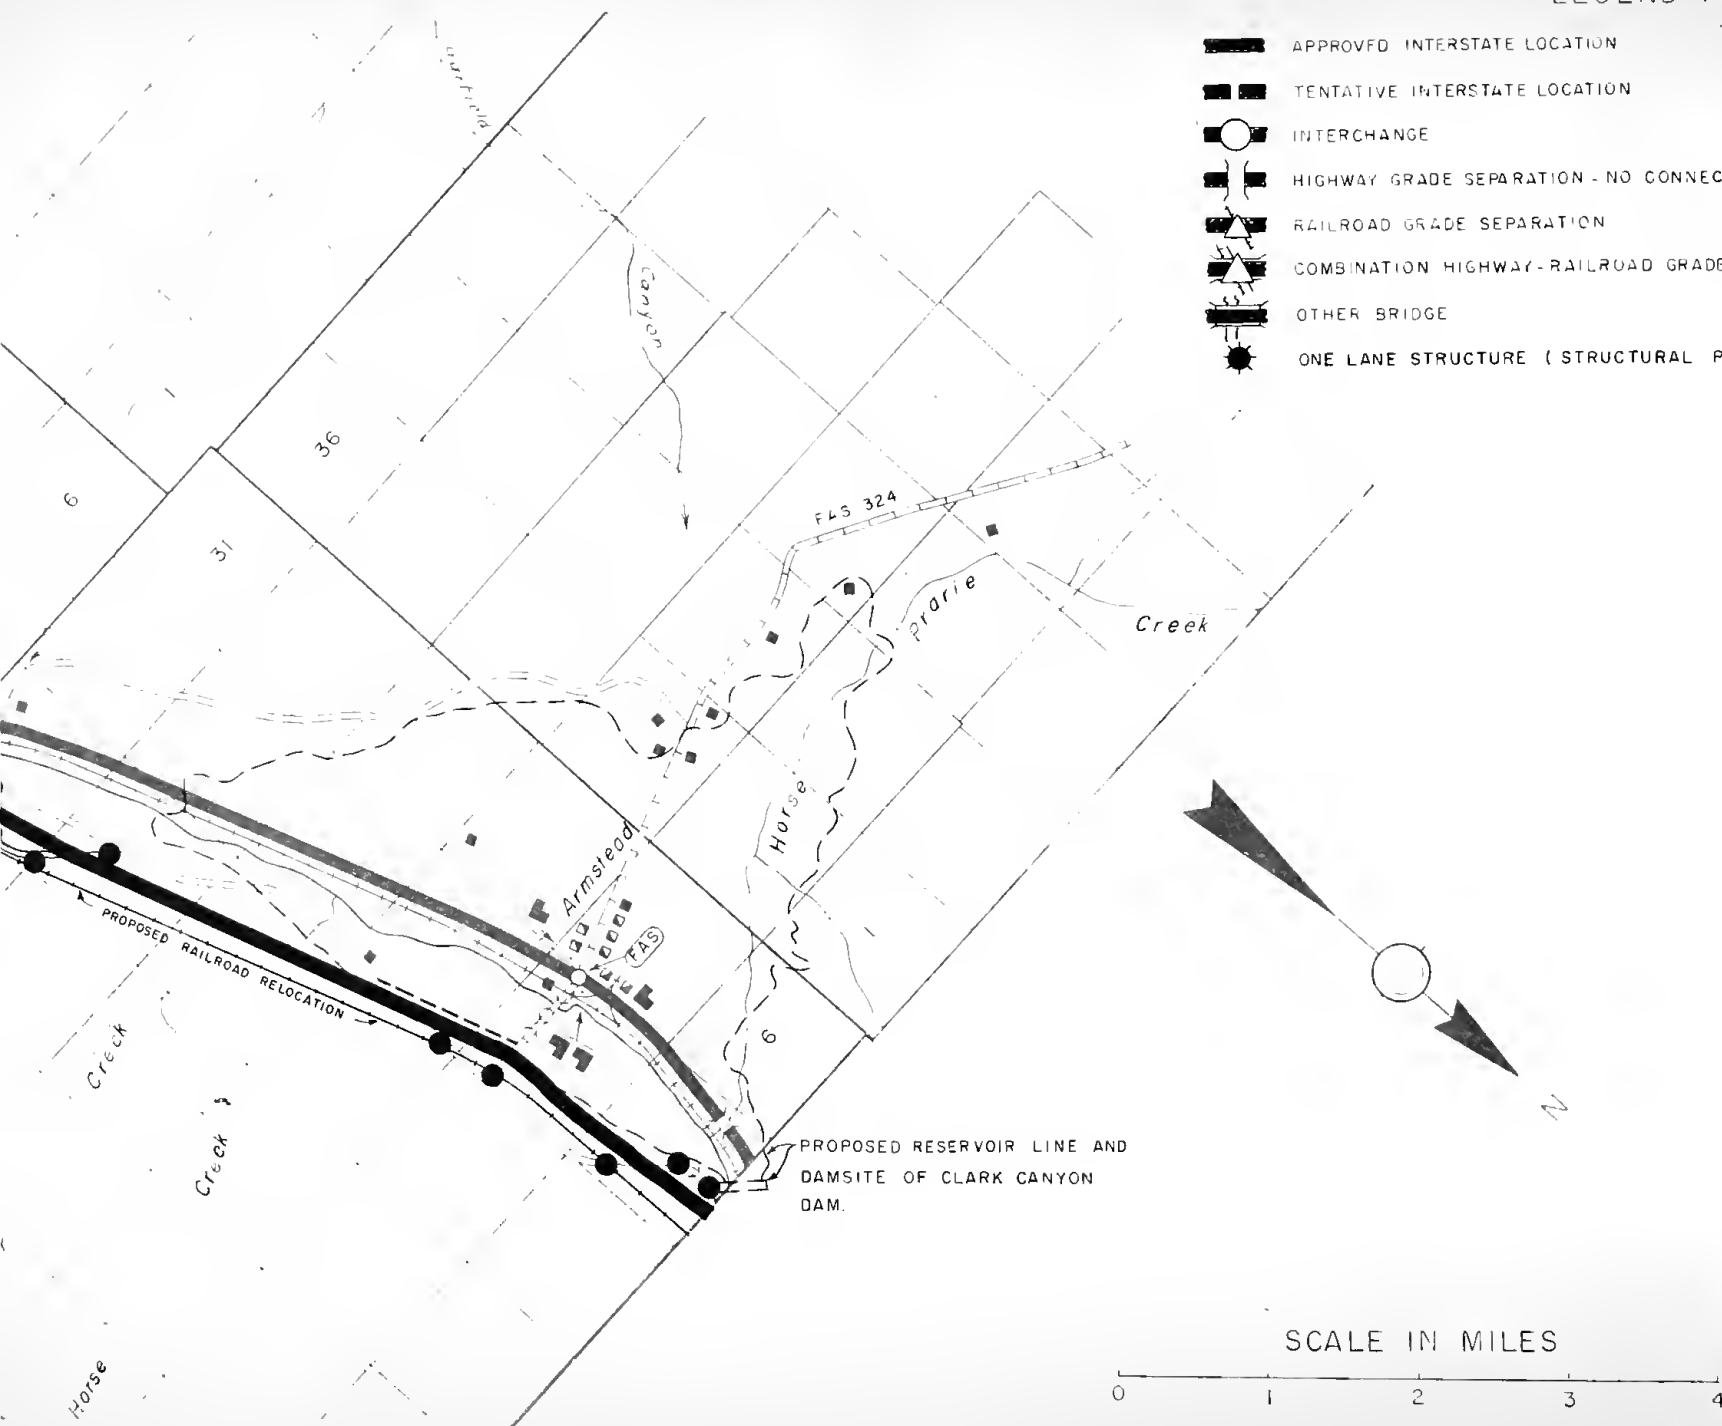 APPROVED INTERSTATE LOCATION
TENTATIVE INTERSTATE LOCATION
INTERCHANGE
HIGHWAY GRADE SEPARATION - NO CONNEC
RAILROAD GRADE SEPARATION
COMBINATION HIGHWAY-RAILROAD GRADE
OTHER BRIDGE
ONE LANE STRUCTURE (STRUCTURAL P
Canyon
36
6
31
FAS 324
Prarie
Creek
Horse
Armstead
FAS
PROPOSED RAILROAD RELOCATION
Creek
Creek
6
PROPOSED RESERVOIR LINE AND
DAMSITE OF CLARK CANYON
DAM.
N
Horse
SCALE IN MILES
0 1 2 3 4